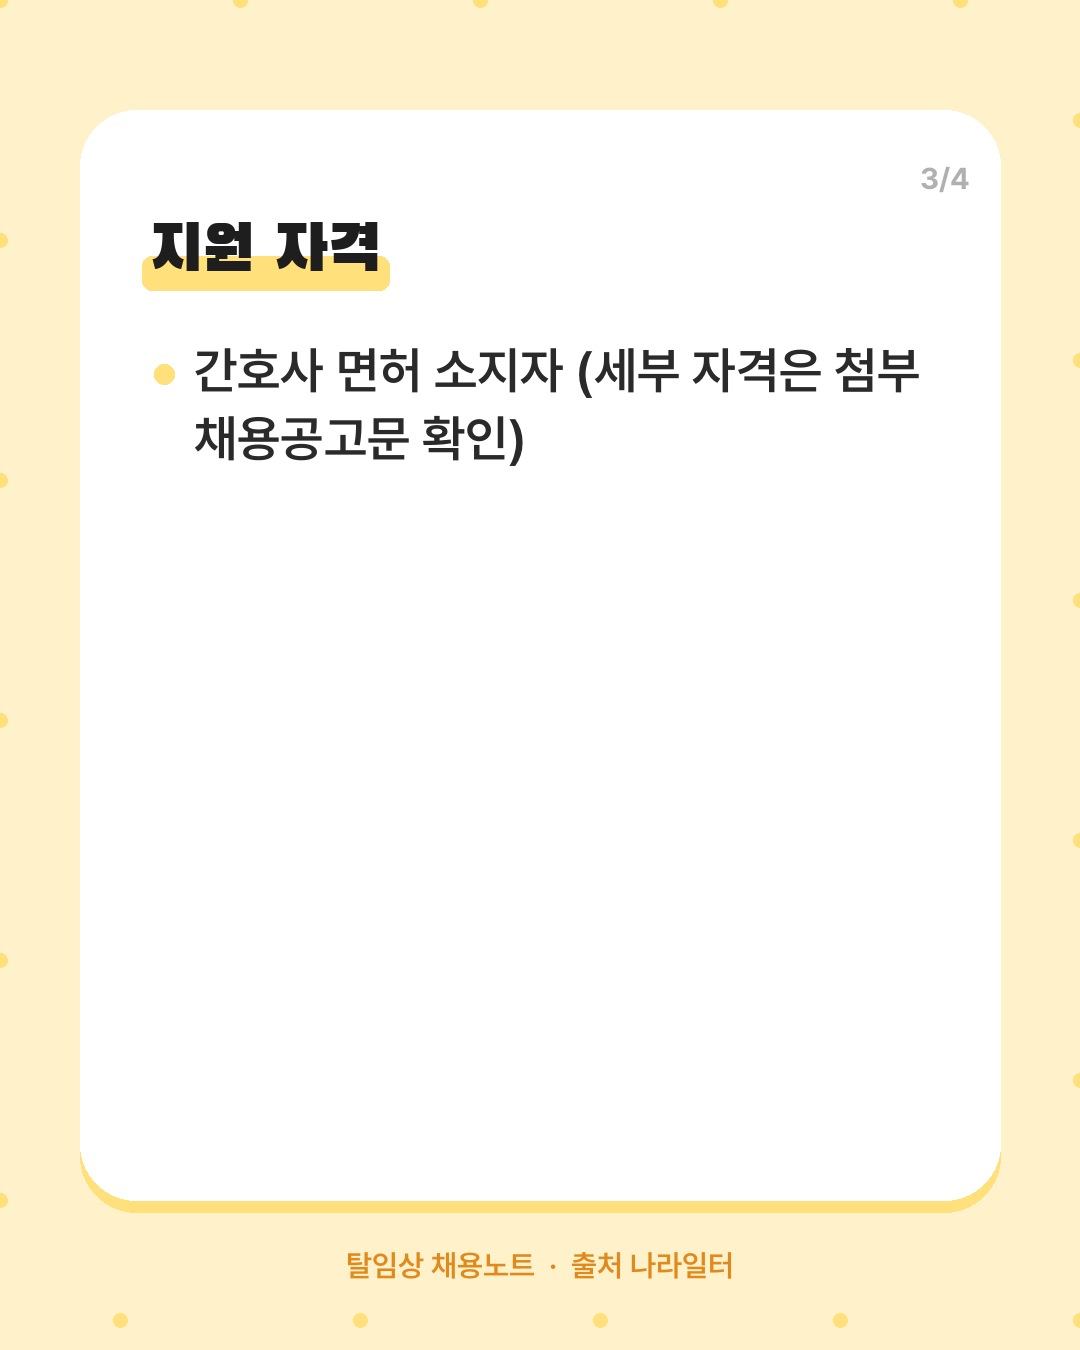 3/4
지원 자격
간호사 면허 소지자 (세부 자격은 첨부
채용공고문 확인)
탈임상 채용노트 · 출처 나라일터